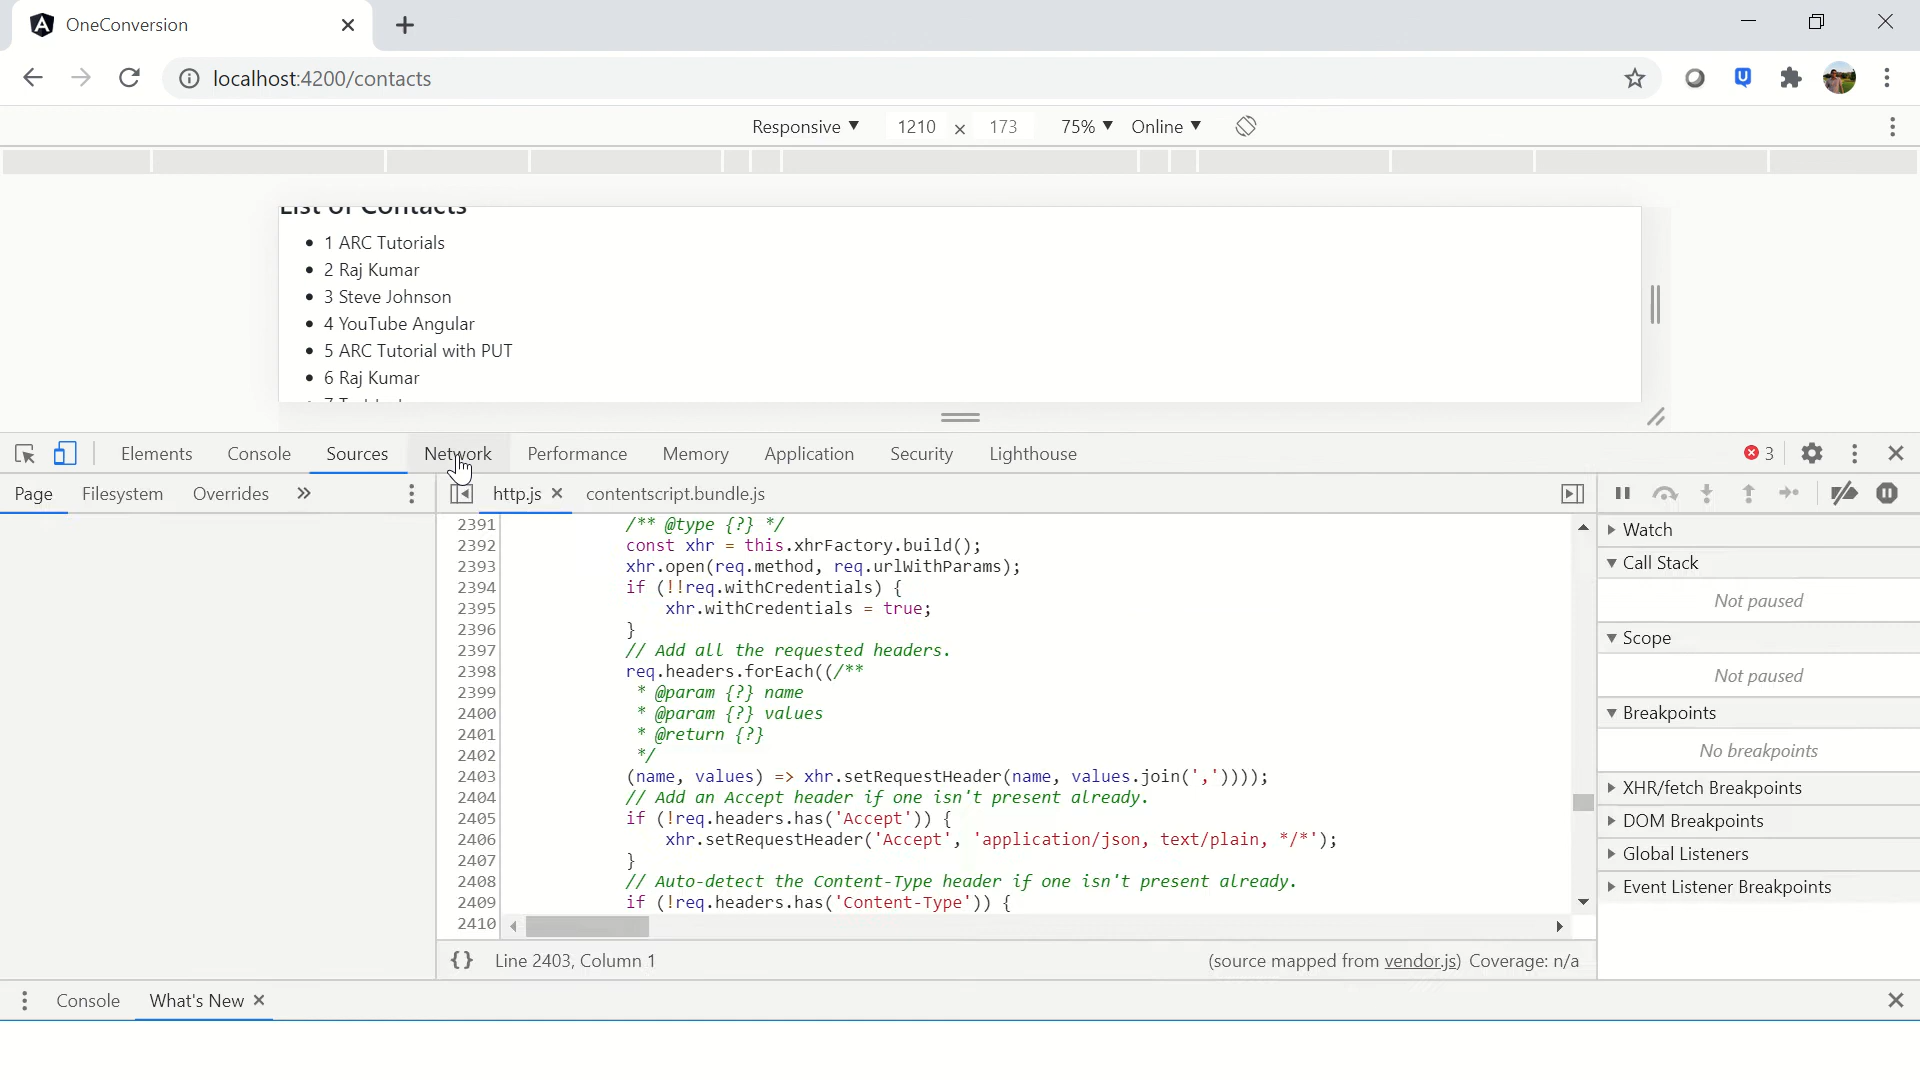 OneConversion
localhost:4200/contacts
Responsive 1210 × 173 75% Online
List of Contacts
1 ARC Tutorials
2 Raj Kumar
3 Steve Johnson
4 YouTube Angular
5 ARC Tutorial with PUT
6 Raj Kumar
Elements Console Sources Network Performance Memory Application Security Lighthouse 3
Page Filesystem Overrides » http.js contentscript.bundle.js
2391 /** @type {?} */
2392 const xhr = this.xhrFactory.build();
2393 xhr.open(req.method, req.urlWithParams);
2394 if (!!req.withCredentials) {
2395 xhr.withCredentials = true;
2396 }
2397 // Add all the requested headers.
2398 req.headers.forEach((/**
2399 * @param {?} name
2400 * @param {?} values
2401 * @return {?}
2402 */
2403 (name, values) => xhr.setRequestHeader(name, values.join(','))));
2404 // Add an Accept header if one isn't present already.
2405 if (!req.headers.has('Accept')) {
2406 xhr.setRequestHeader('Accept', 'application/json, text/plain, */*');
2407 }
2408 // Auto-detect the Content-Type header if one isn't present already.
2409 if (!req.headers.has('Content-Type')) {
2410
{} Line 2403, Column 1 (source mapped from vendor.js) Coverage: n/a
Watch
Call Stack
Not paused
Scope
Not paused
Breakpoints
No breakpoints
XHR/fetch Breakpoints
DOM Breakpoints
Global Listeners
Event Listener Breakpoints
Console What's New